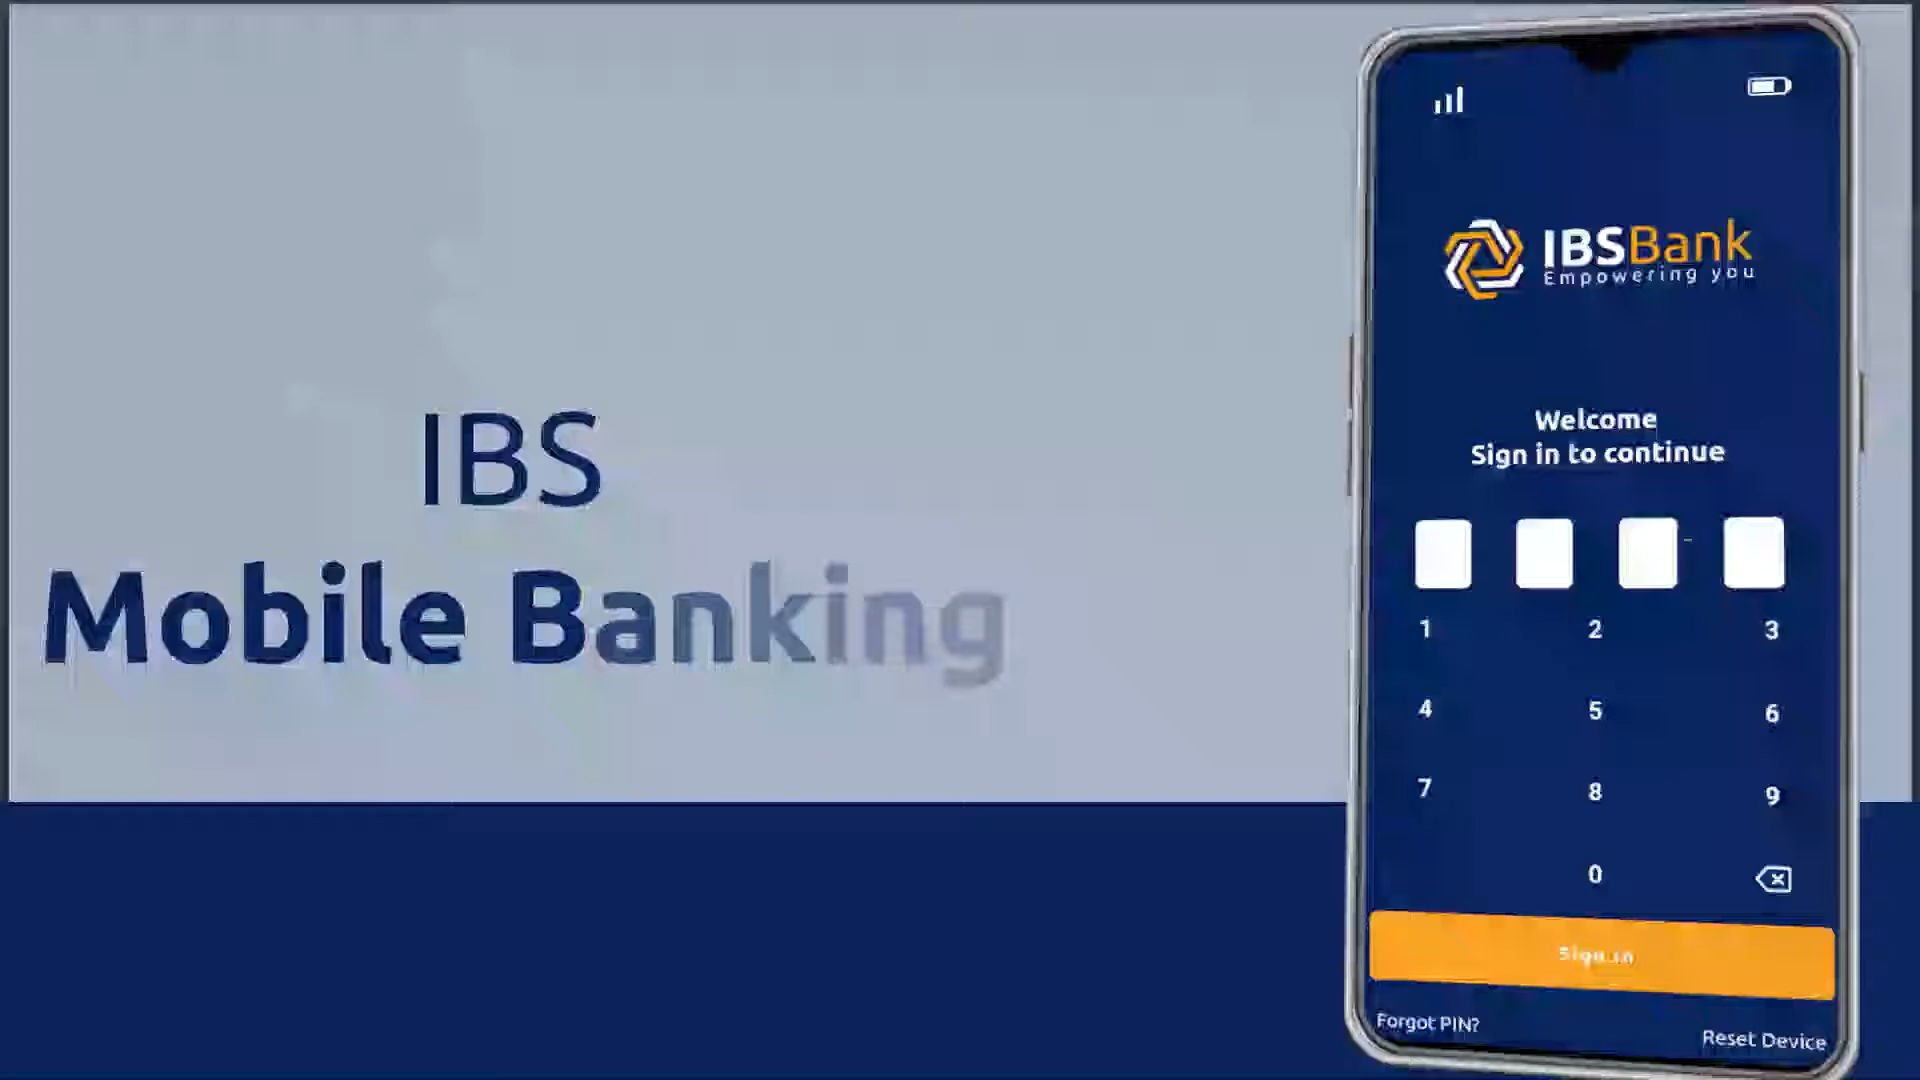 IBS
Mobile Banking
IBSBank
Empowering you
Welcome
Sign in to continue
1 2 3
4 5 6
7 8 9
0
Sign in
Forgot PIN?
Reset Device